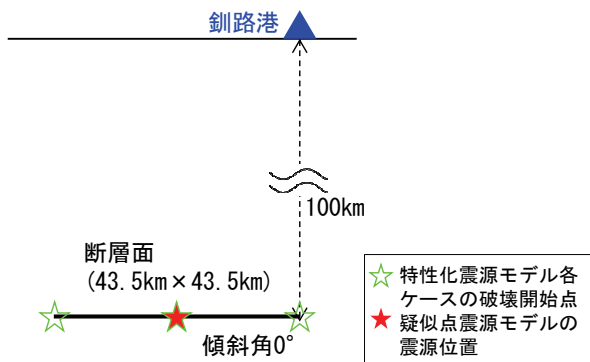 釧路港
100km
断層面
(43.5km×43.5km)
傾斜角0°
特性化震源モデル各
ケースの破壊開始点
疑似点震源モデルの
震源位置